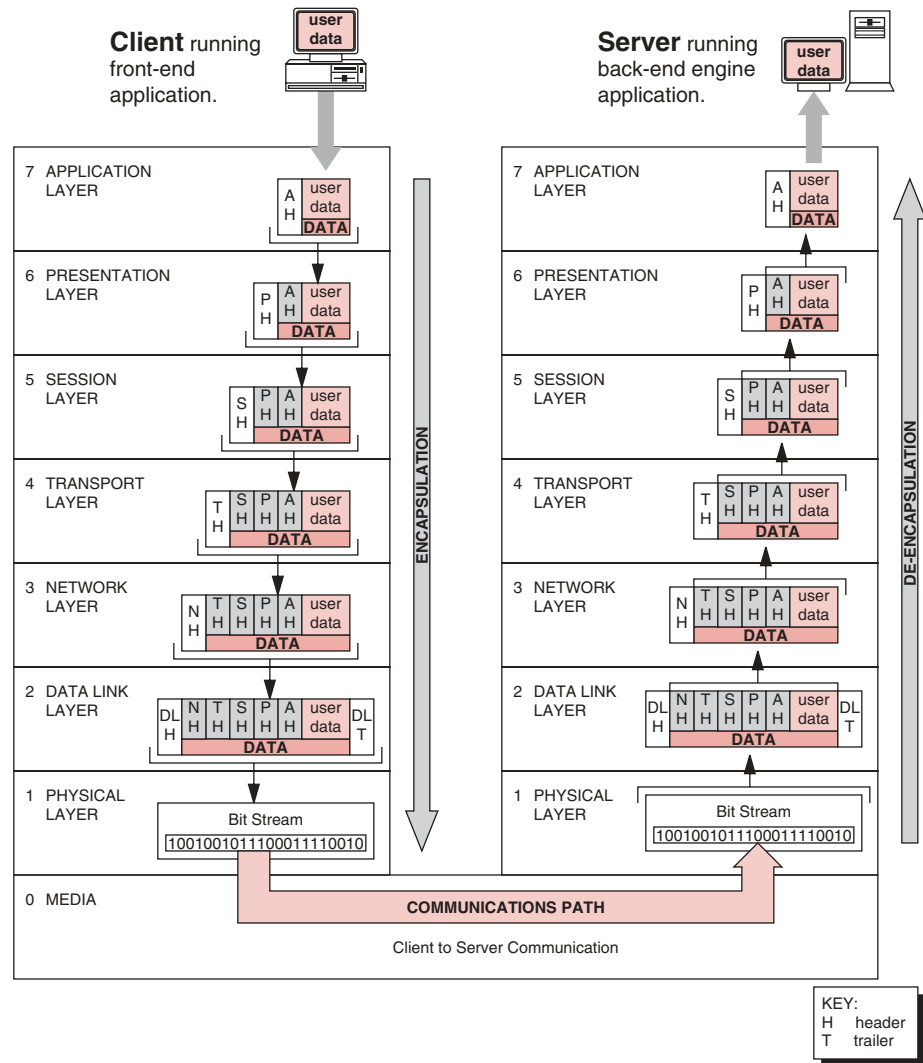 user
data
Client running
front-end
application.
Server running
back-end engine
application.
user
data
7 APPLICATION
LAYER
A
H
user
data
DATA
6 PRESENTATION
LAYER
P
H
A
H
user
data
DATA
5 SESSION
LAYER
S
H
P
H
A
H
user
data
DATA
4 TRANSPORT
LAYER
T
H
S
H
P
H
A
H
user
data
DATA
3 NETWORK
LAYER
N
H
T
H
S
H
P
H
A
H
user
data
DATA
2 DATA LINK
LAYER
DL
H
N
H
T
H
S
H
P
H
A
H
user
data
DL
T
DATA
1 PHYSICAL
LAYER
Bit Stream
1001001011100011110010
ENCAPSULATION
7 APPLICATION
LAYER
A
H
user
data
DATA
6 PRESENTATION
LAYER
P
H
A
H
user
data
DATA
5 SESSION
LAYER
S
H
P
H
A
H
user
data
DATA
4 TRANSPORT
LAYER
T
H
S
H
P
H
A
H
user
data
DATA
3 NETWORK
LAYER
N
H
T
H
S
H
P
H
A
H
user
data
DATA
2 DATA LINK
LAYER
DL
H
N
H
T
H
S
H
P
H
A
H
user
data
DL
T
DATA
1 PHYSICAL
LAYER
Bit Stream
1001001011100011110010
DE-ENCAPSULATION
0 MEDIA
COMMUNICATIONS PATH
Client to Server Communication
KEY:
H header
T trailer